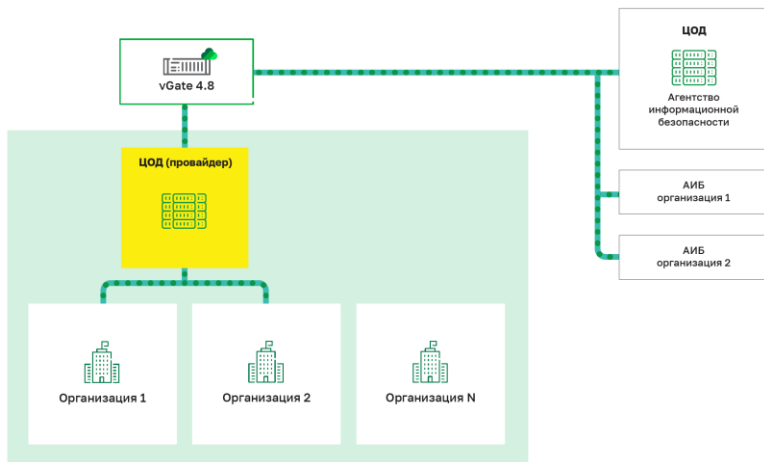 vGate 4.8
ЦОД
Агентство
информационной
безопасности
АИБ
организация 1
АИБ
организация 2
ЦОД (провайдер)
Организация 1
Организация 2
Организация N